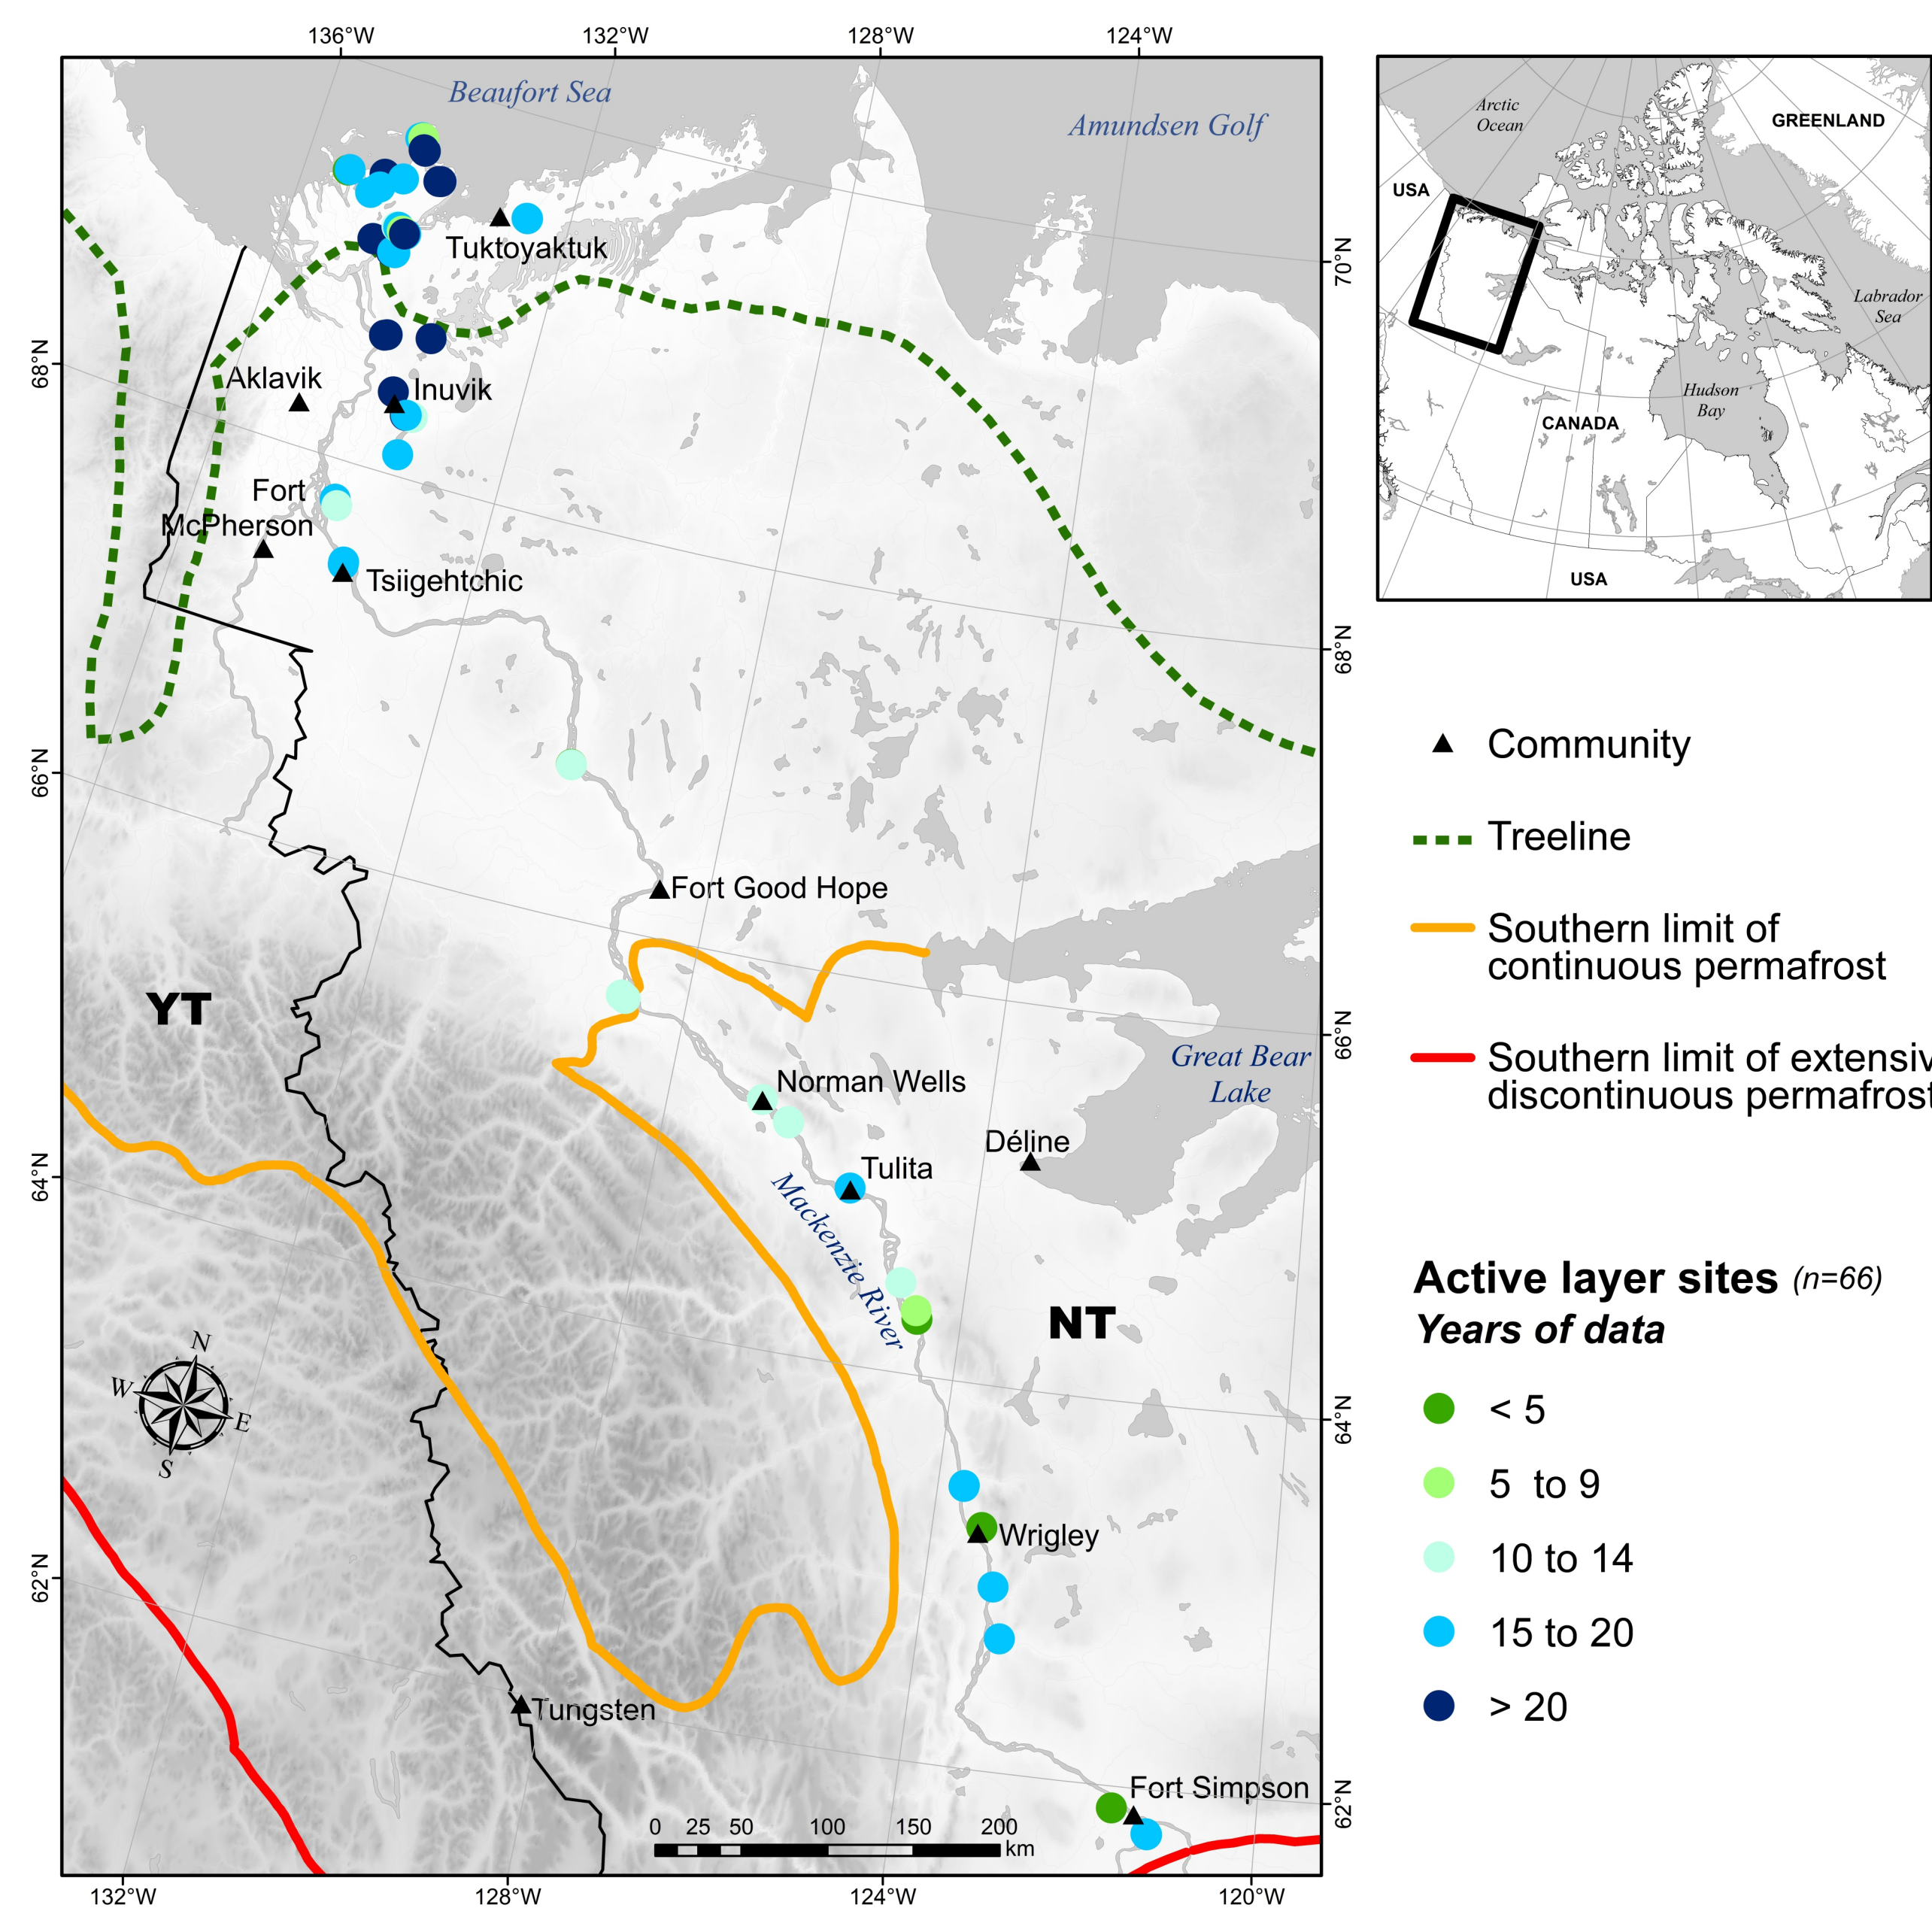 136°W
132°W
128°W
124°W
Beaufort Sea
Amundsen Golf
Tuktoyaktuk
70°N
68°N
Aklavik
Inuvik
Fort
McPherson
Tsiigehtchic
68°N
66°N
Fort Good Hope
YT
66°N
Great Bear
Lake
Norman Wells
Déline
Tulita
64°N
Mackenzie River
NT
N
W
E
S
64°N
Wrigley
62°N
Tungsten
Fort Simpson
62°N
0 25 50 100 150 200
km
132°W
128°W
124°W
120°W
Arctic
Ocean
GREENLAND
USA
Labrador
Sea
Hudson
Bay
CANADA
USA
Community
Treeline
Southern limit of
continuous permafrost
Southern limit of extensiv
discontinuous permafrost
Active layer sites (n=66)
Years of data
< 5
5 to 9
10 to 14
15 to 20
> 20